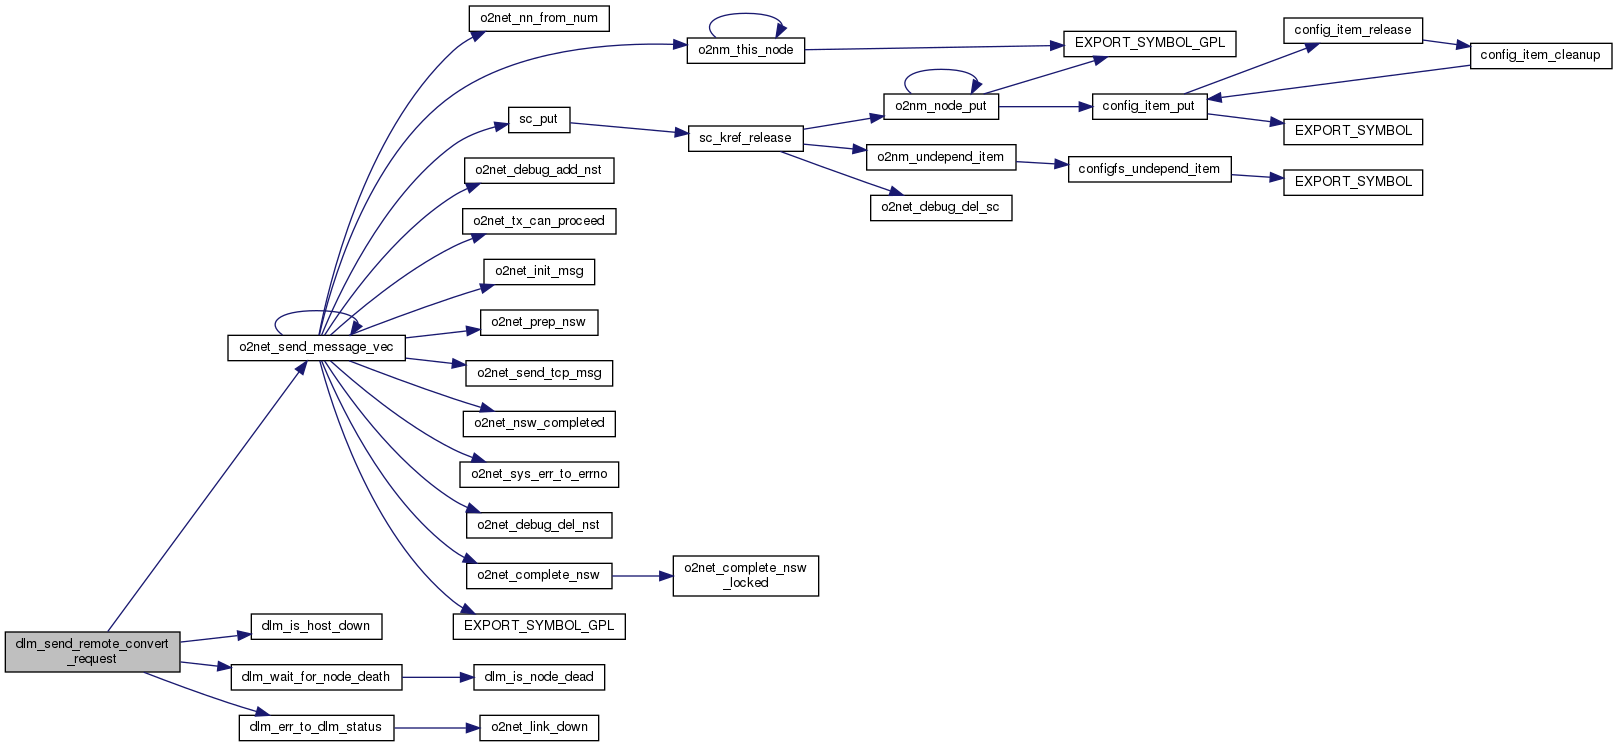 o2net_nn_from_num
o2nm_this_node
EXPORT_SYMBOL_GPL
config_item_release
config_item_cleanup
o2nm_node_put
config_item_put
EXPORT_SYMBOL
sc_put
sc_kref_release
o2nm_undepend_item
configfs_undepend_item
EXPORT_SYMBOL
o2net_debug_del_sc
o2net_debug_add_nst
o2net_tx_can_proceed
o2net_init_msg
o2net_prep_nsw
o2net_send_message_vec
o2net_send_tcp_msg
o2net_nsw_completed
o2net_sys_err_to_errno
o2net_debug_del_nst
o2net_complete_nsw
o2net_complete_nsw
_locked
EXPORT_SYMBOL_GPL
dlm_send_remote_convert
_request
dlm_is_host_down
dlm_wait_for_node_death
dlm_is_node_dead
dlm_err_to_dlm_status
o2net_link_down